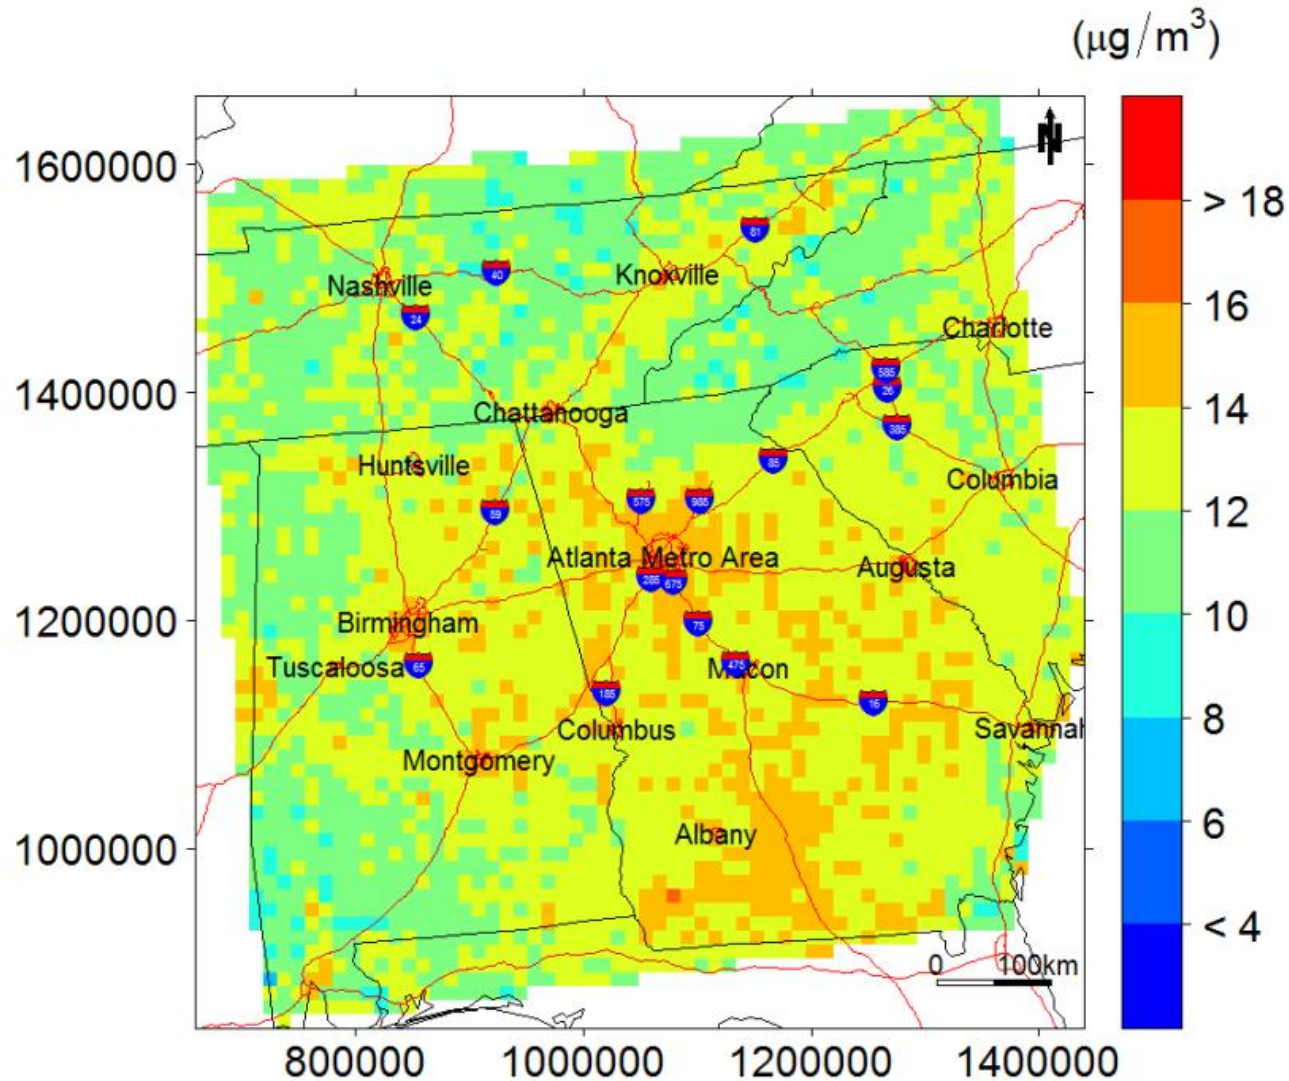 (μg/m³)
N
1600000
1400000
1200000
1000000
800000
1000000
1200000
1400000
> 18
16
14
12
10
8
6
< 4
81
Nashville
40
Knoxville
24
Charlotte
585
26
Chattanooga
385
Huntsville
85
Columbia
575
985
59
Atlanta Metro Area
Augusta
285
675
Birmingham
75
Tuscaloosa
65
475
Macon
185
16
Columbus
Savannah
Montgomery
Albany
0
100km